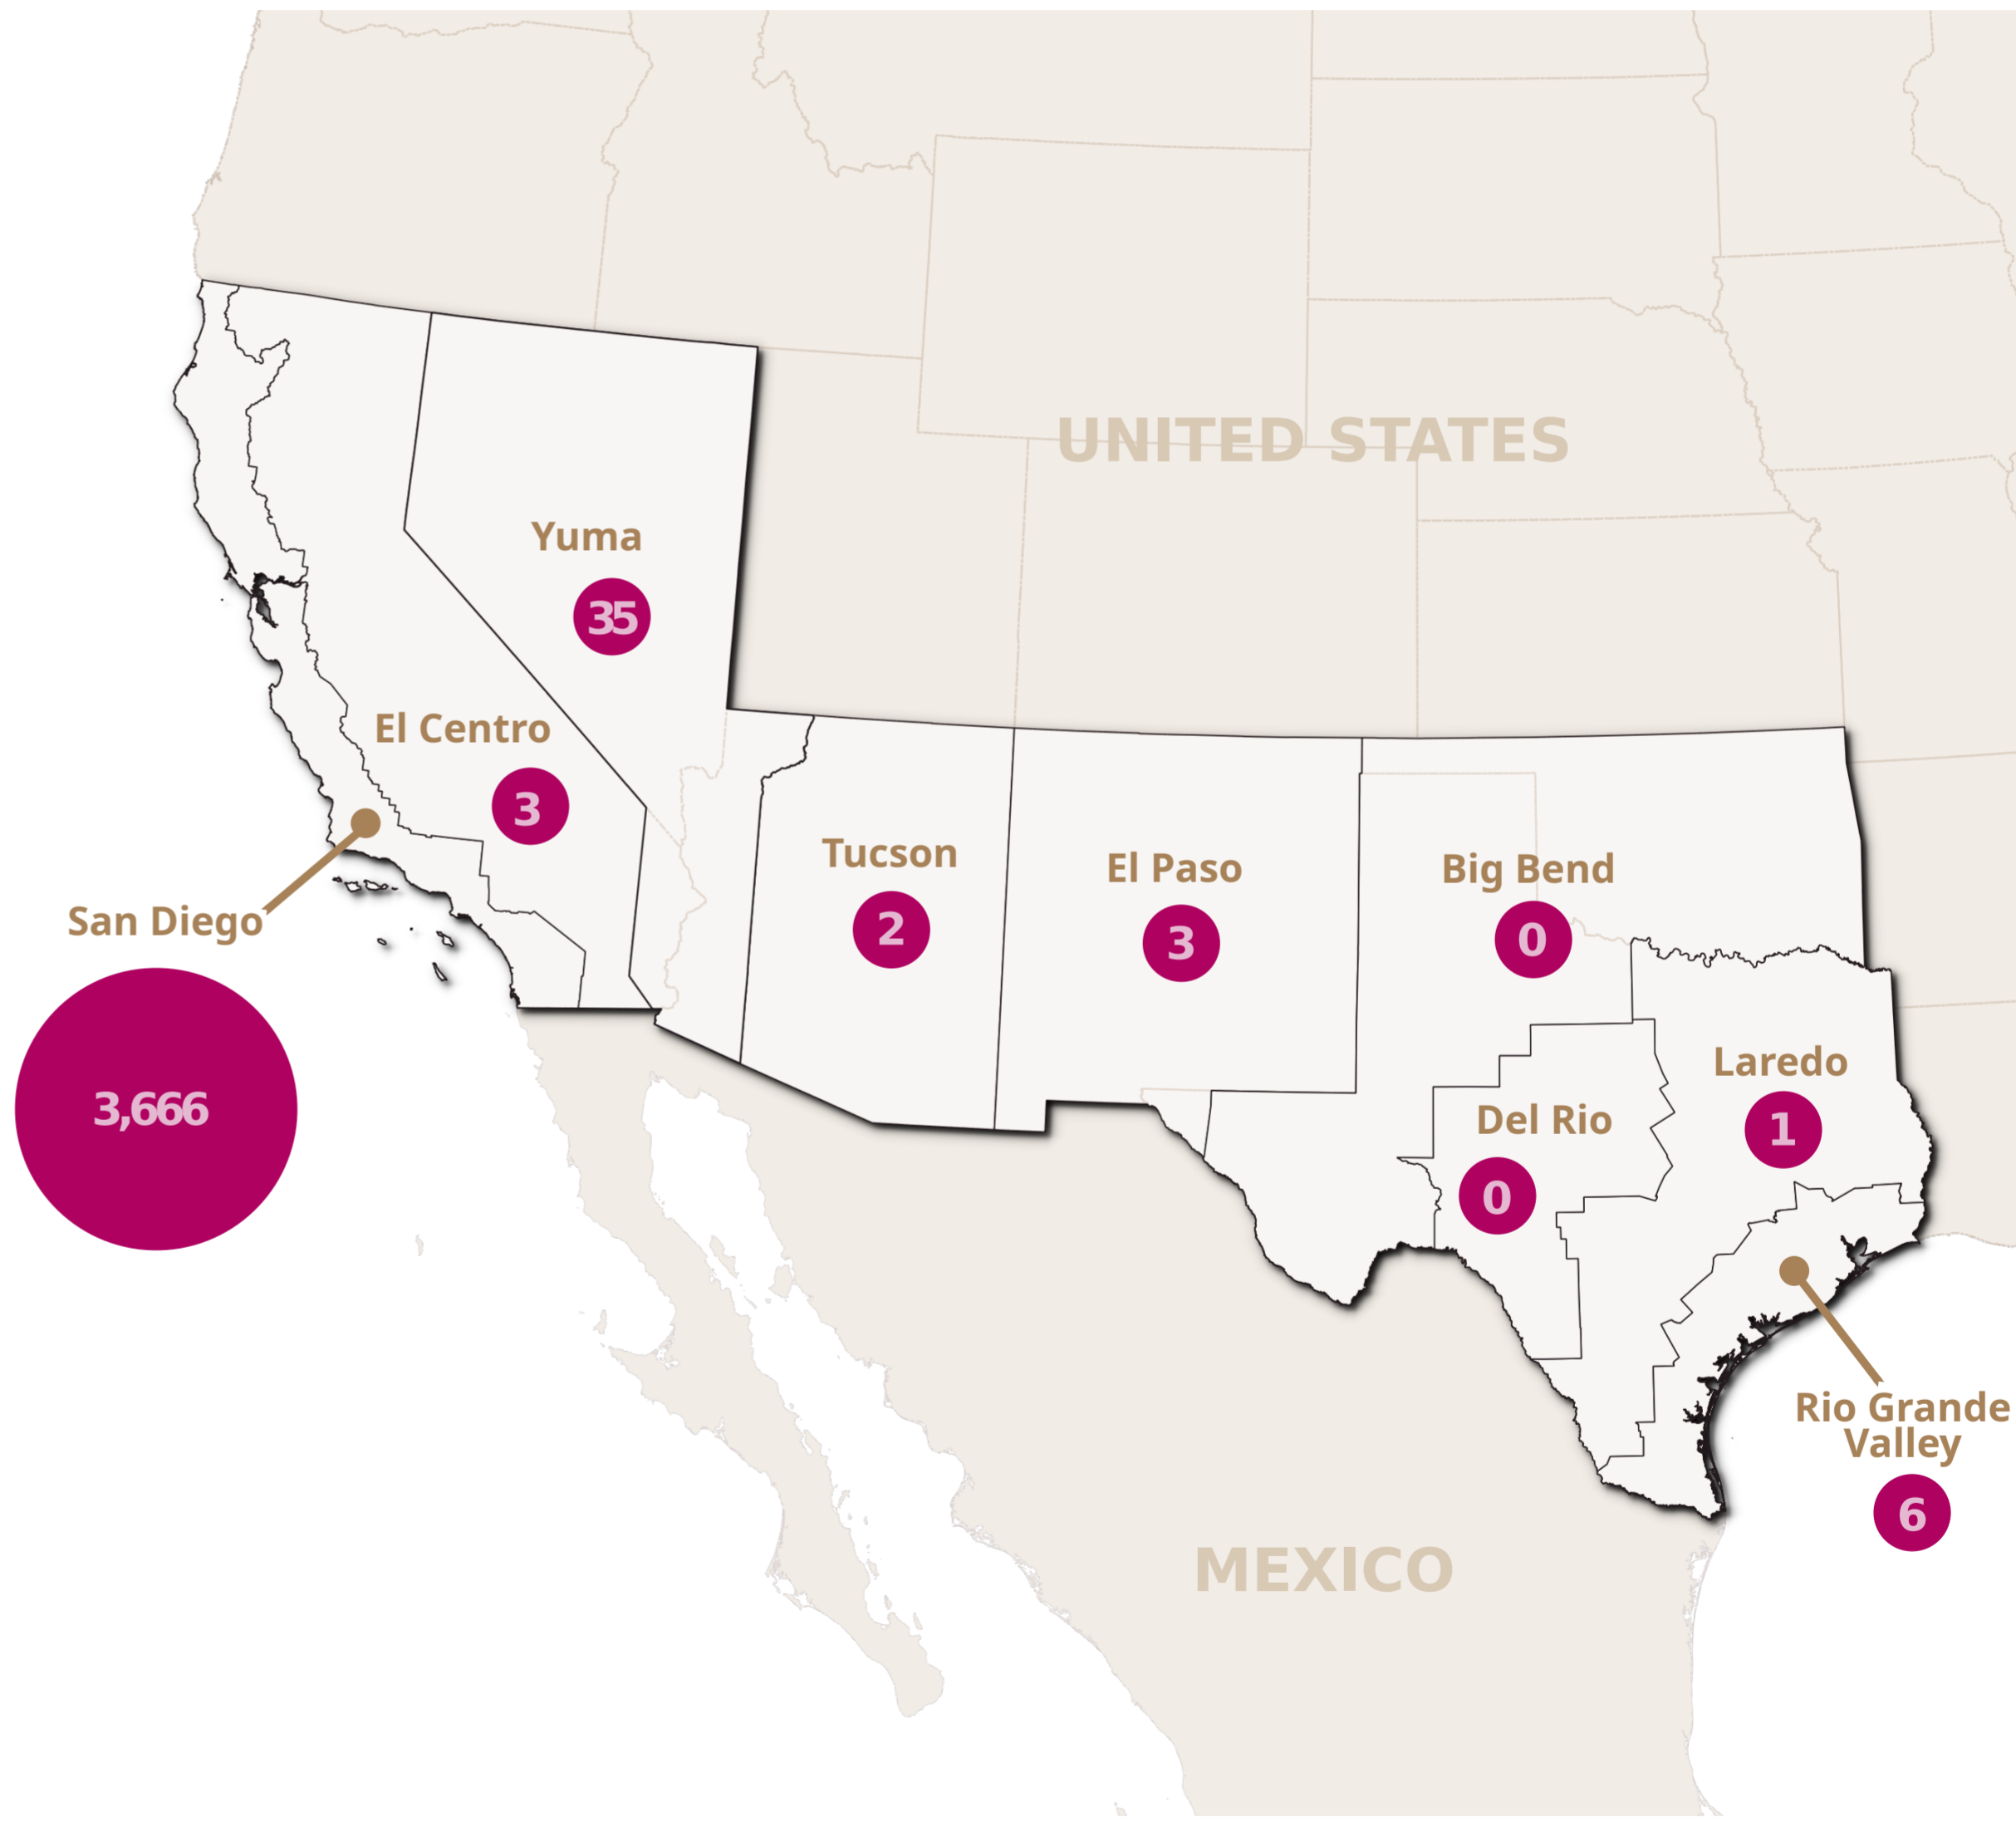 UNITED STATES
Yuma
35
El Centro
3
San Diego
3,666
Tucson
2
El Paso
3
Big Bend
0
Laredo
1
Del Rio
0
Rio Grande
Valley
6
MEXICO